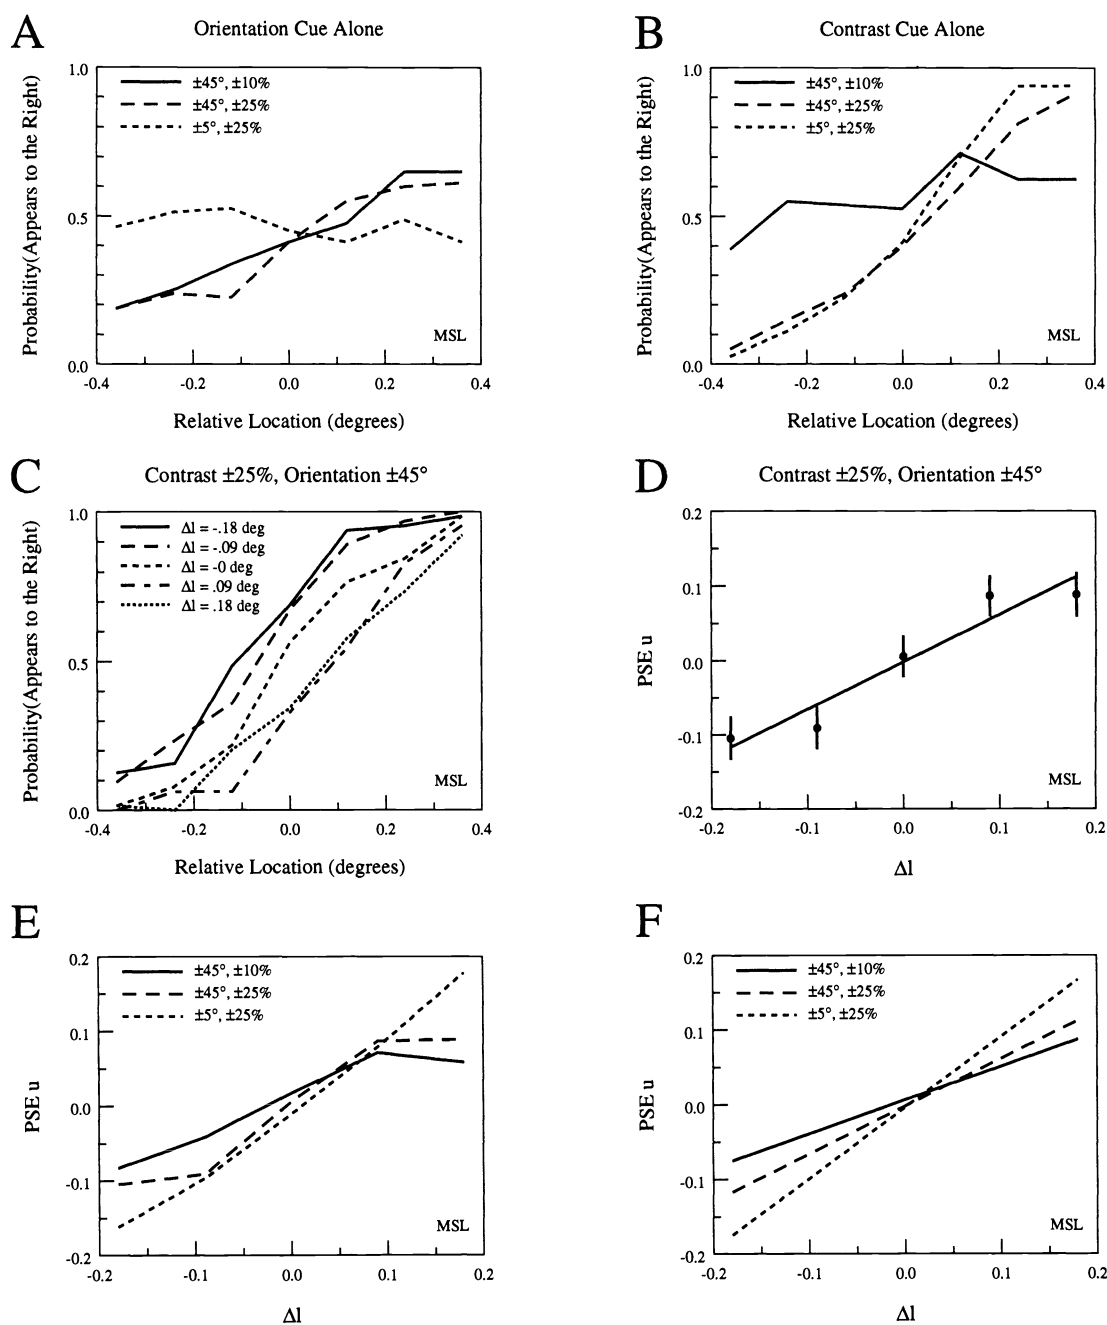 A
Orientation Cue Alone
Probability(Appears to the Right)
1.0
0.5
0.0
±45°, ±10%
±45°, ±25%
±5°, ±25%
MSL
-0.4 -0.2 0.0 0.2 0.4
Relative Location (degrees)
B
Contrast Cue Alone
Probability(Appears to the Right)
1.0
0.5
0.0
±45°, ±10%
±45°, ±25%
±5°, ±25%
MSL
-0.4 -0.2 0.0 0.2 0.4
Relative Location (degrees)
C
Contrast ±25%, Orientation ±45°
Probability(Appears to the Right)
1.0
0.5
0.0
Δl = -.18 deg
Δl = -.09 deg
Δl = -0 deg
Δl = .09 deg
Δl = .18 deg
MSL
-0.4 -0.2 0.0 0.2 0.4
Relative Location (degrees)
D
Contrast ±25%, Orientation ±45°
PSE u
0.2
0.1
0.0
-0.1
-0.2
MSL
-0.2 -0.1 0.0 0.1 0.2
Δl
E
PSE u
0.2
0.1
0.0
-0.1
-0.2
±45°, ±10%
±45°, ±25%
±5°, ±25%
MSL
-0.2 -0.1 0.0 0.1 0.2
Δl
F
PSE u
0.2
0.1
0.0
-0.1
-0.2
±45°, ±10%
±45°, ±25%
±5°, ±25%
MSL
-0.2 -0.1 0.0 0.1 0.2
Δl